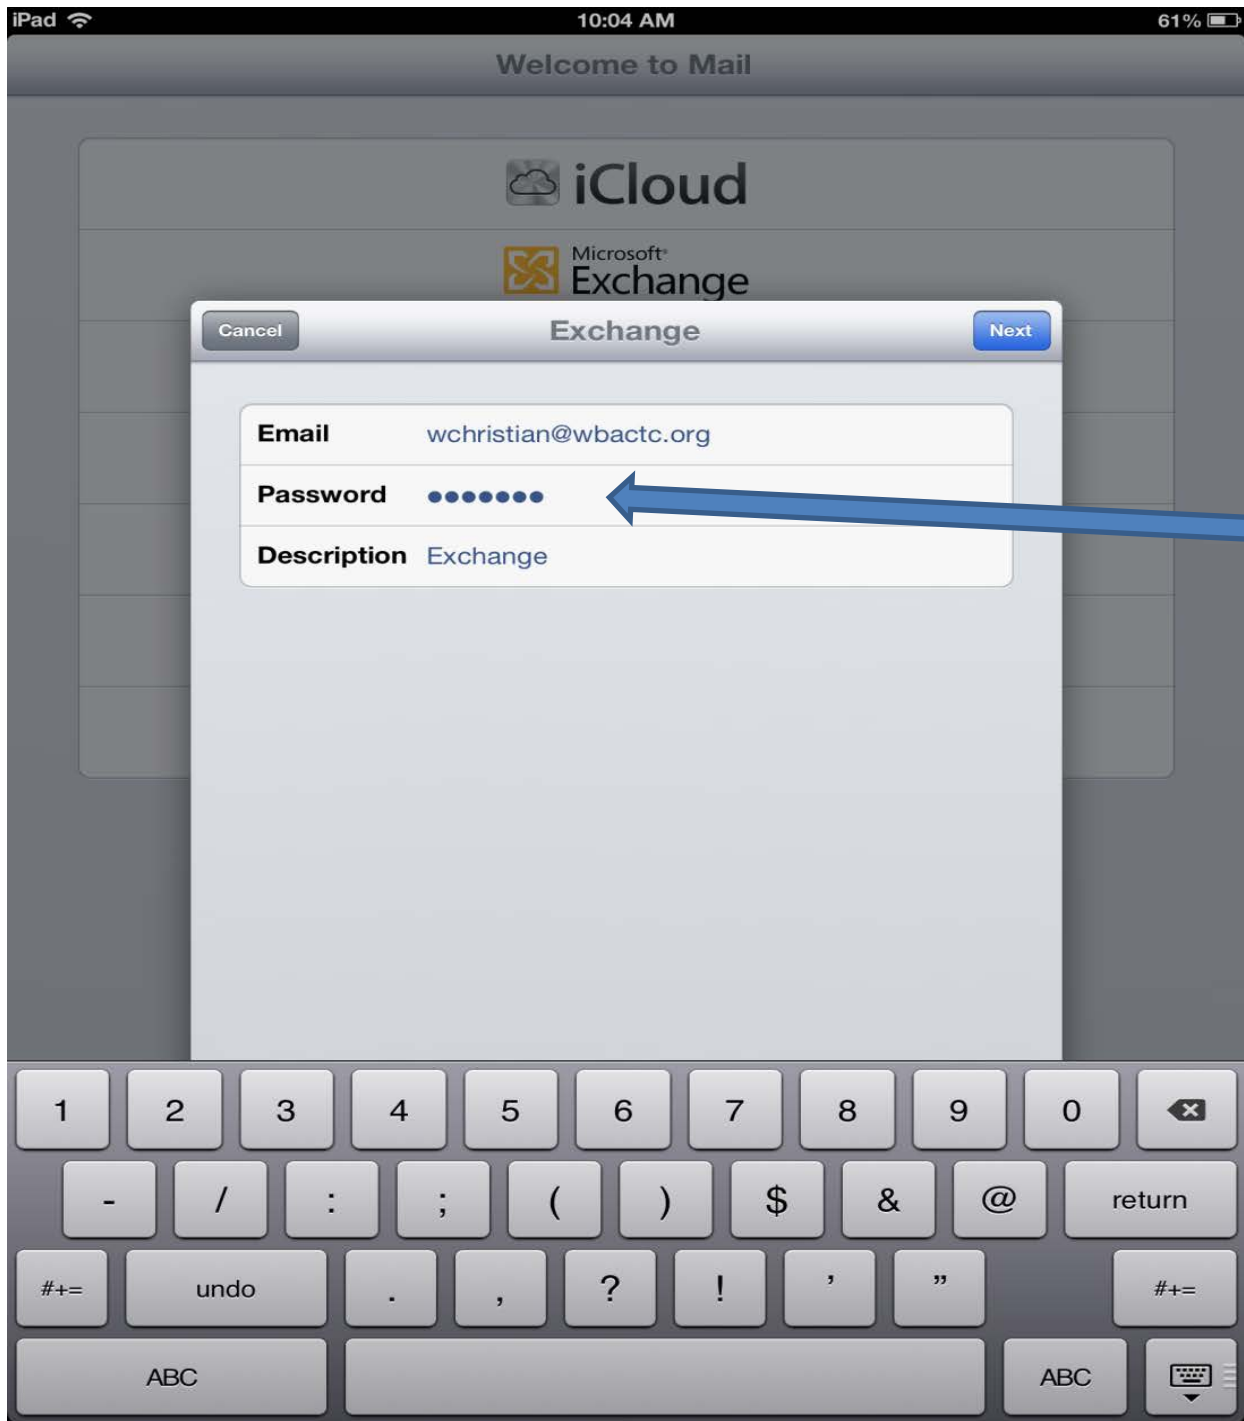 iPad 10:04 AM 61%
Welcome to Mail
iCloud
Microsoft
Exchange
Cancel Exchange Next
Email wchristian@wbactc.org
Password •••••••
Description Exchange
1 2 3 4 5 6 7 8 9 0
- / : ; ( ) $ & @ return
#+= undo . , ? ! ' " #+=
ABC ABC